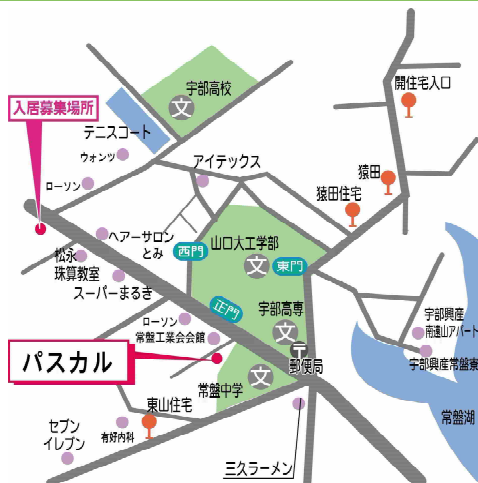 宇部高校
文
開住宅入口
入居募集場所
テニスコート
ウォンツ
アイテックス
猿田
ローソン
猿田住宅
ヘアーサロン
とみ
西門
山口大工学部
文
東門
松永
珠算教室
スーパーまるき
正門
宇部高専
文
ローソン
常盤工業会会館
宇部興産
南遠山アパート
〒
郵便局
宇部興産常盤寮
パスカル
常盤中学
文
東山住宅
有好内科
セブン
イレブン
常盤湖
三久ラーメン